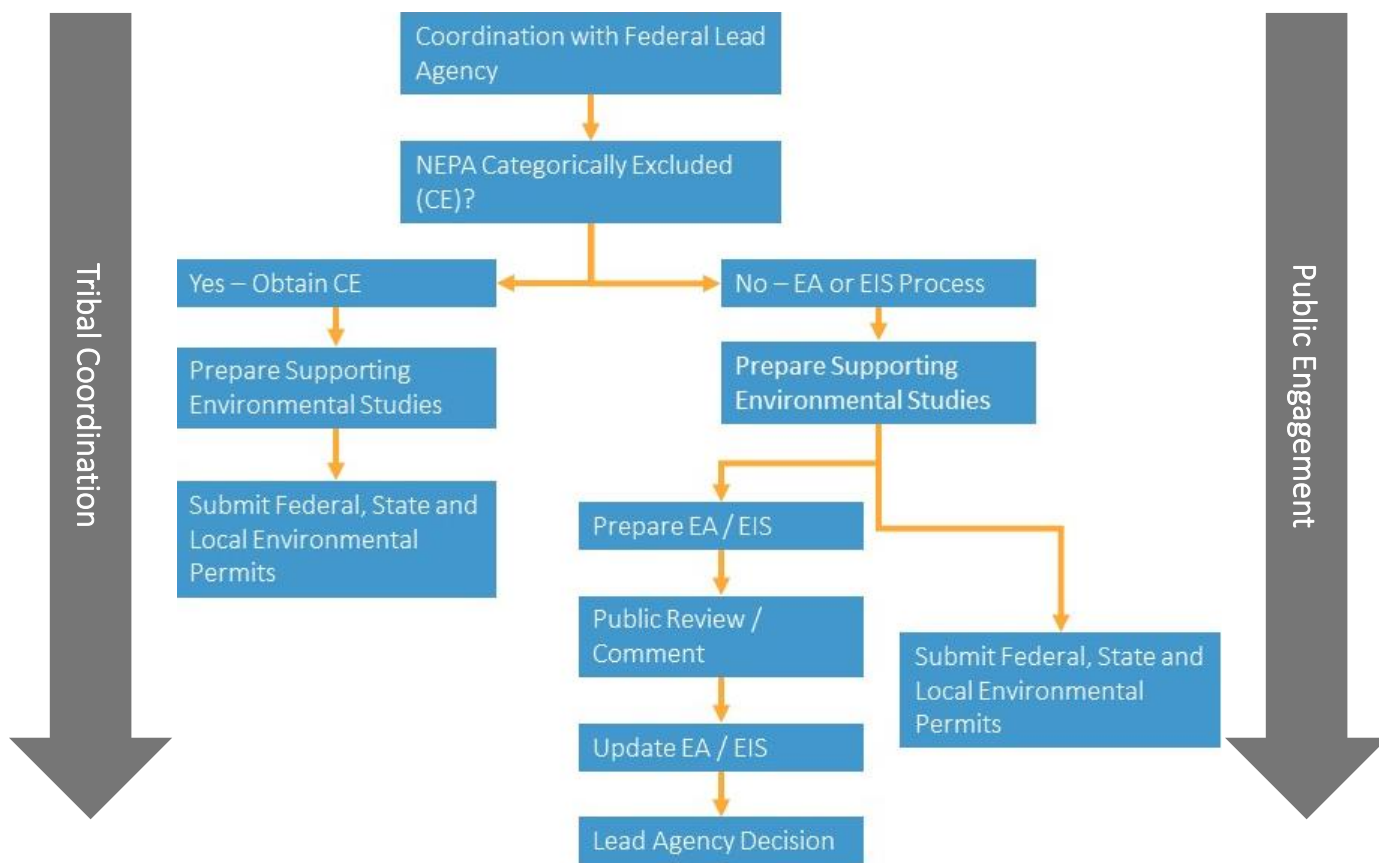 Coordination with Federal Lead
Agency
NEPA Categorically Excluded
(CE)?
Yes – Obtain CE
No – EA or EIS Process
Prepare Supporting
Environmental Studies
Prepare Supporting
Environmental Studies
Submit Federal, State and
Local Environmental
Permits
Prepare EA / EIS
Public Review /
Comment
Submit Federal, State and
Local Environmental
Permits
Update EA / EIS
Lead Agency Decision
Tribal Coordination
Public Engagement